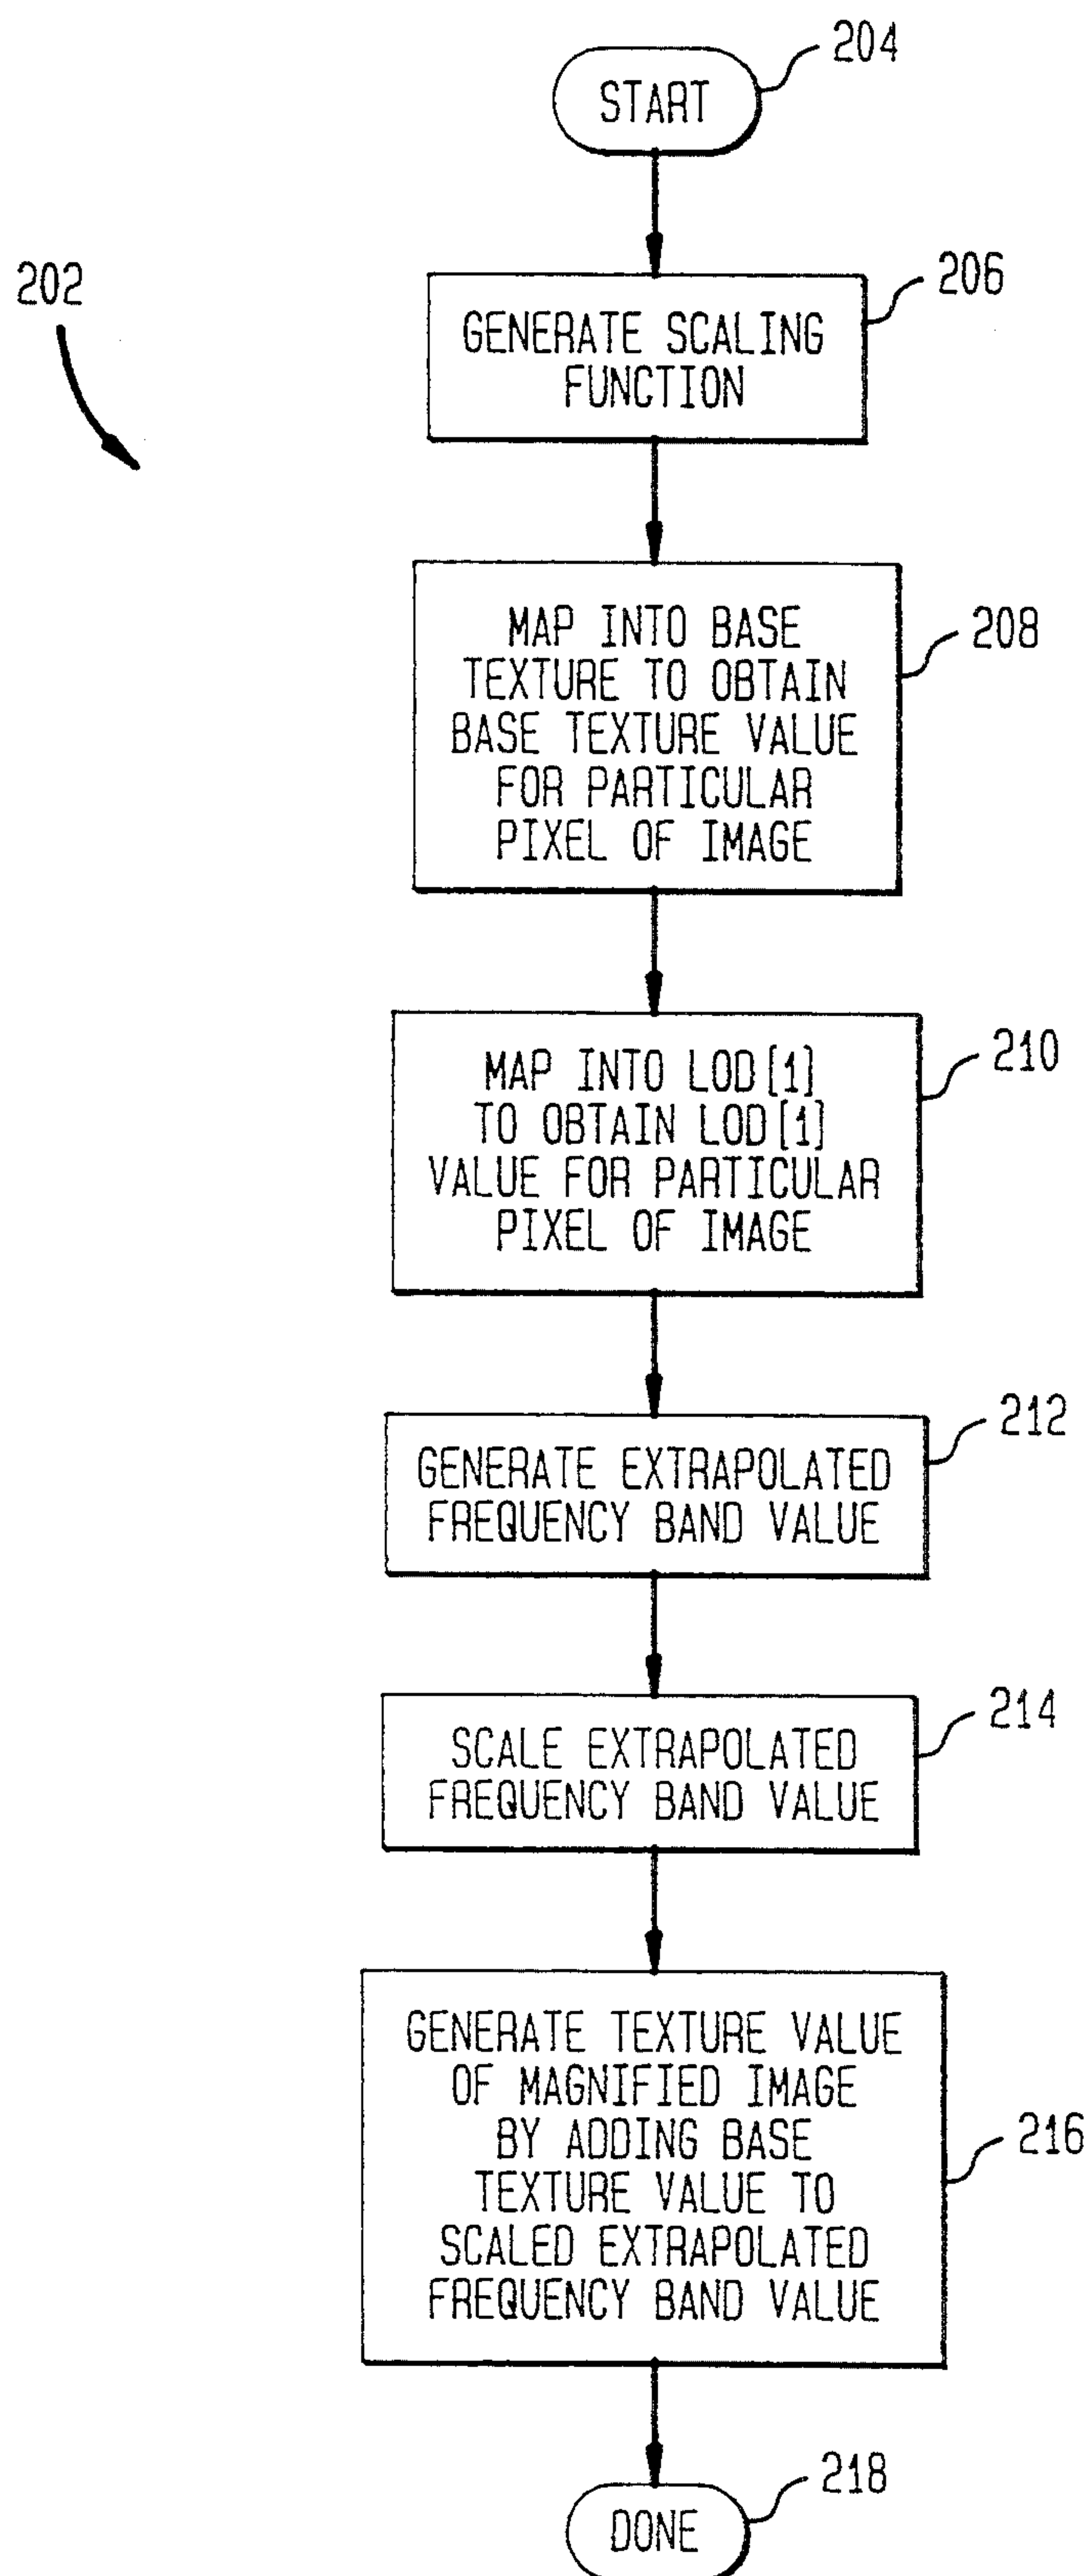 204
START
202
206
GENERATE SCALING
FUNCTION
208
MAP INTO BASE
TEXTURE TO OBTAIN
BASE TEXTURE VALUE
FOR PARTICULAR
PIXEL OF IMAGE
210
MAP INTO LOD[1]
TO OBTAIN LOD[1]
VALUE FOR PARTICULAR
PIXEL OF IMAGE
212
GENERATE EXTRAPOLATED
FREQUENCY BAND VALUE
214
SCALE EXTRAPOLATED
FREQUENCY BAND VALUE
216
GENERATE TEXTURE VALUE
OF MAGNIFIED IMAGE
BY ADDING BASE
TEXTURE VALUE TO
SCALED EXTRAPOLATED
FREQUENCY BAND VALUE
218
DONE